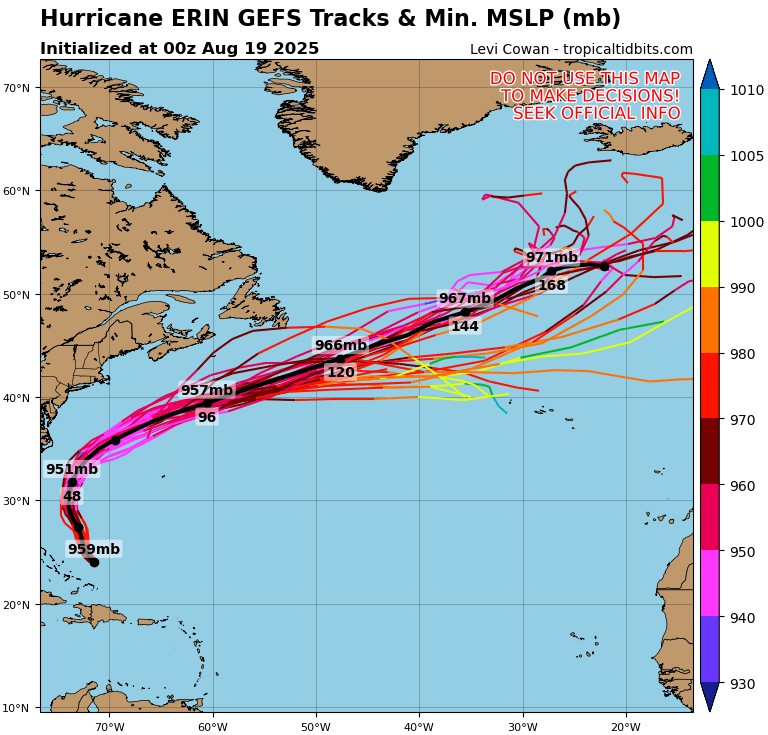 Hurricane ERIN GEFS Tracks & Min. MSLP (mb)
Initialized at 00z Aug 19 2025
Levi Cowan - tropicaltidbits.com
DO NOT USE THIS MAP
TO MAKE DECISIONS!
SEEK OFFICIAL INFO
70°N
60°N
50°N
40°N
30°N
20°N
10°N
971mb
168
967mb
144
966mb
120
957mb
96
951mb
48
959mb
1010
1005
1000
990
980
970
960
950
940
930
70°W
60°W
50°W
40°W
30°W
20°W